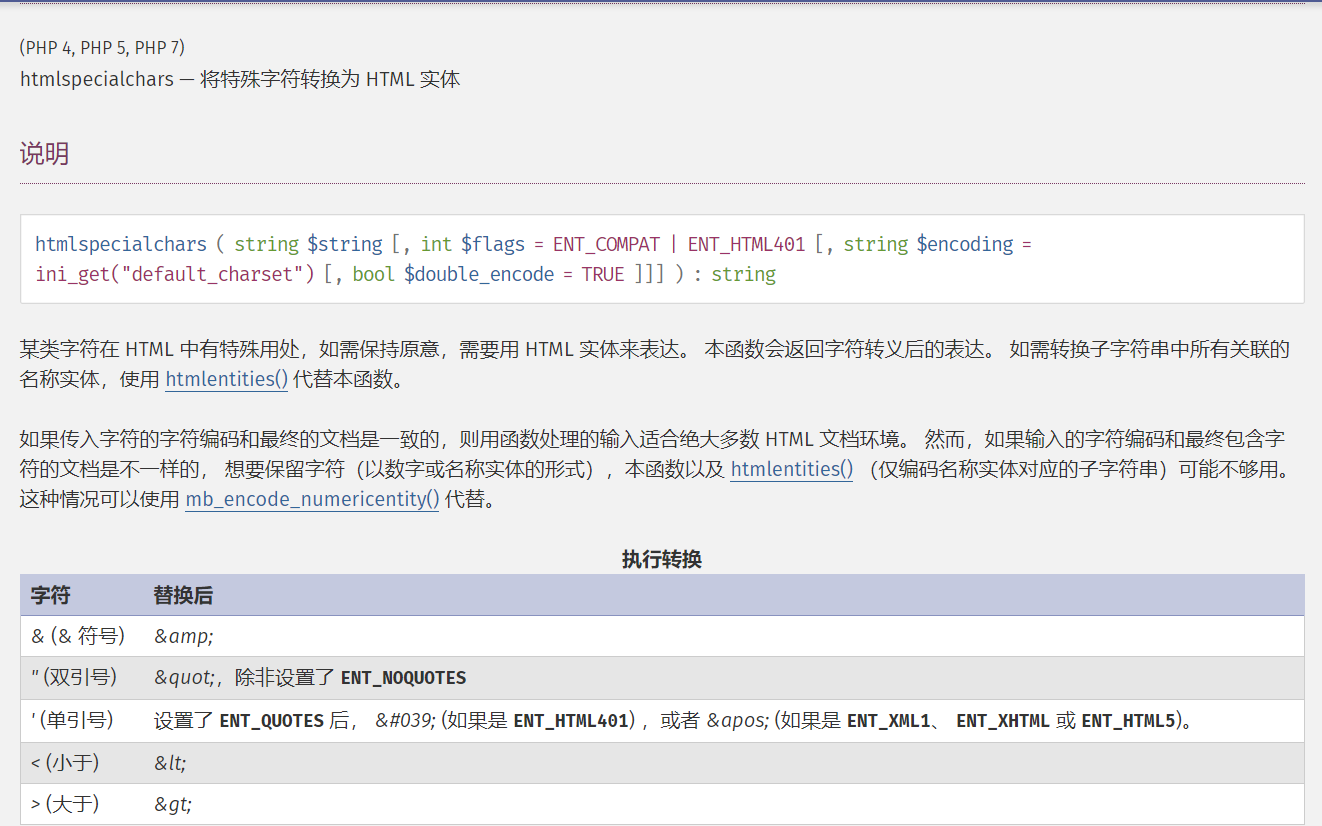 (PHP 4, PHP 5, PHP 7)
htmlspecialchars — 将特殊字符转换为 HTML 实体
说明
htmlspecialchars ( string $string [, int $flags = ENT_COMPAT | ENT_HTML401 [, string $encoding =
ini_get("default_charset") [, bool $double_encode = TRUE ]]] ) : string
某类字符在 HTML 中有特殊用处，如需保持原意，需要用 HTML 实体来表达。 本函数会返回字符转义后的表达。 如需转换子字符串中所有关联的
名称实体，使用 htmlentities() 代替本函数。
如果传入字符的字符编码和最终的文档是一致的，则用函数处理的输入适合绝大多数 HTML 文档环境。 然而，如果输入的字符编码和最终包含字
符的文档是不一样的， 想要保留字符（以数字或名称实体的形式），本函数以及 htmlentities() （仅编码名称实体对应的子字符串）可能不够用。
这种情况可以使用 mb_encode_numericentity() 代替。
执行转换
字符 替换后
& (& 符号) &amp;
" (双引号) &quot;，除非设置了 ENT_NOQUOTES
' (单引号) 设置了 ENT_QUOTES 后， &#039; (如果是 ENT_HTML401) ，或者 &apos; (如果是 ENT_XML1、 ENT_XHTML 或 ENT_HTML5)。
< (小于) &lt;
> (大于) &gt;